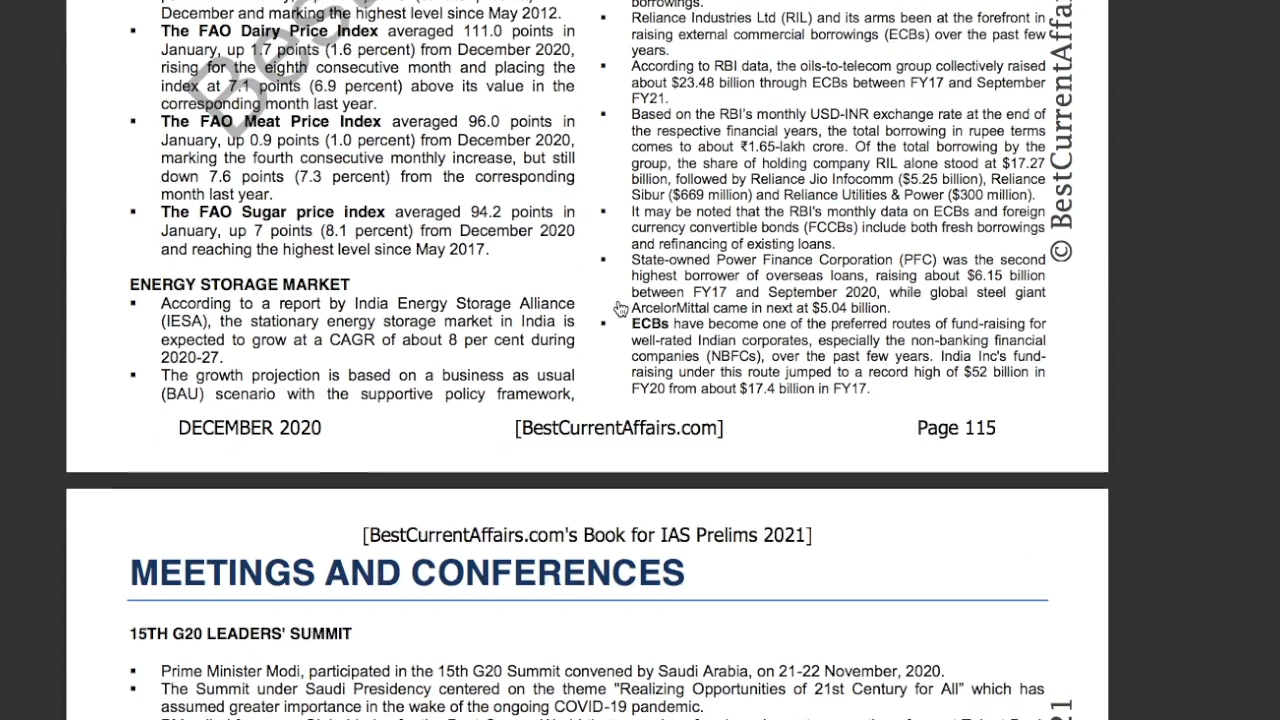 December and marking the highest level since May 2012.
▪ The FAO Dairy Price Index averaged 111.0 points in
January, up 1.7 points (1.6 percent) from December 2020,
rising for the eighth consecutive month and placing the
index at 7.1 points (6.9 percent) above its value in the
corresponding month last year.
▪ The FAO Meat Price Index averaged 96.0 points in
January, up 0.9 points (1.0 percent) from December 2020,
marking the fourth consecutive monthly increase, but still
down 7.6 points (7.3 percent) from the corresponding
month last year.
▪ The FAO Sugar price index averaged 94.2 points in
January, up 7 points (8.1 percent) from December 2020
and reaching the highest level since May 2017.
ENERGY STORAGE MARKET
▪ According to a report by India Energy Storage Alliance
(IESA), the stationary energy storage market in India is
expected to grow at a CAGR of about 8 per cent during
2020-27.
▪ The growth projection is based on a business as usual
(BAU) scenario with the supportive policy framework,
borrowings.
▪ Reliance Industries Ltd (RIL) and its arms been at the forefront in
raising external commercial borrowings (ECBs) over the past few
years.
▪ According to RBI data, the oils-to-telecom group collectively raised
about $23.48 billion through ECBs between FY17 and September
FY21.
▪ Based on the RBI's monthly USD-INR exchange rate at the end of
the respective financial years, the total borrowing in rupee terms
comes to about ₹1.65-lakh crore. Of the total borrowing by the
group, the share of holding company RIL alone stood at $17.27
billion, followed by Reliance Jio Infocomm ($5.25 billion), Reliance
Sibur ($669 million) and Reliance Utilities & Power ($300 million).
▪ It may be noted that the RBI's monthly data on ECBs and foreign
currency convertible bonds (FCCBs) include both fresh borrowings
and refinancing of existing loans.
▪ State-owned Power Finance Corporation (PFC) was the second
highest borrower of overseas loans, raising about $6.15 billion
between FY17 and September 2020, while global steel giant
ArcelorMittal came in next at $5.04 billion.
▪ ECBs have become one of the preferred routes of fund-raising for
well-rated Indian corporates, especially the non-banking financial
companies (NBFCs), over the past few years. India Inc's fund-
raising under this route jumped to a record high of $52 billion in
FY20 from about $17.4 billion in FY17.
© BestCurrentAffai
Best
DECEMBER 2020 [BestCurrentAffairs.com] Page 115
[BestCurrentAffairs.com's Book for IAS Prelims 2021]
MEETINGS AND CONFERENCES
15TH G20 LEADERS' SUMMIT
▪ Prime Minister Modi, participated in the 15th G20 Summit convened by Saudi Arabia, on 21-22 November, 2020.
▪ The Summit under Saudi Presidency centered on the theme "Realizing Opportunities of 21st Century for All" which has
assumed greater importance in the wake of the ongoing COVID-19 pandemic.
21